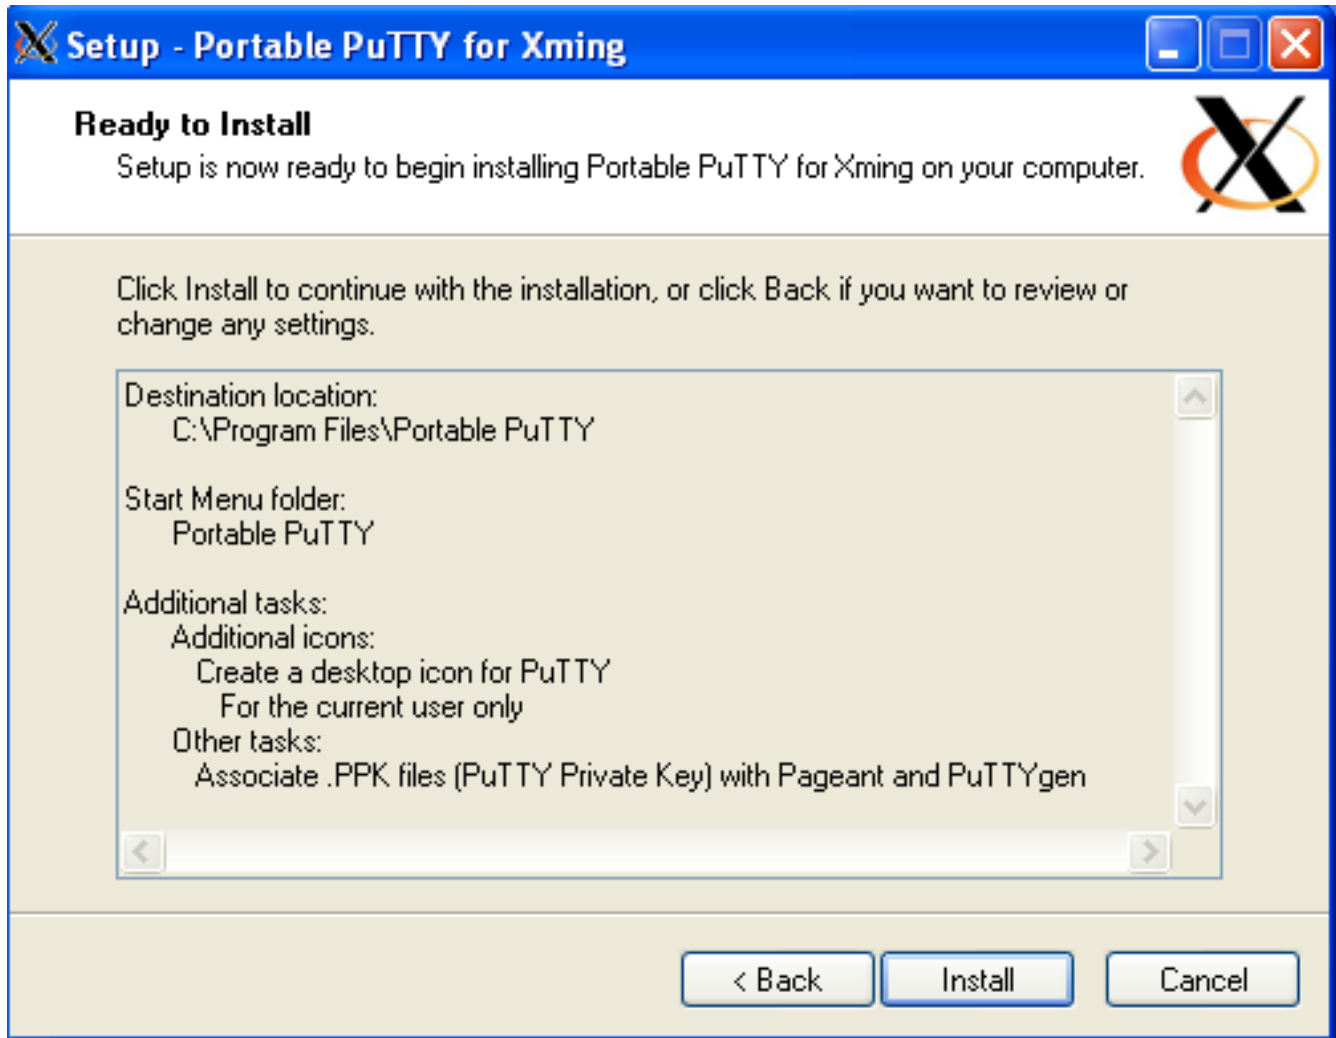 Setup - Portable PuTTY for Xming
Ready to Install
Setup is now ready to begin installing Portable PuTTY for Xming on your computer.
Click Install to continue with the installation, or click Back if you want to review or
change any settings.
Destination location:
C:\Program Files\Portable PuTTY
Start Menu folder:
Portable PuTTY
Additional tasks:
Additional icons:
Create a desktop icon for PuTTY
For the current user only
Other tasks:
Associate .PPK files (PuTTY Private Key) with Pageant and PuTTYgen
< Back
Install
Cancel